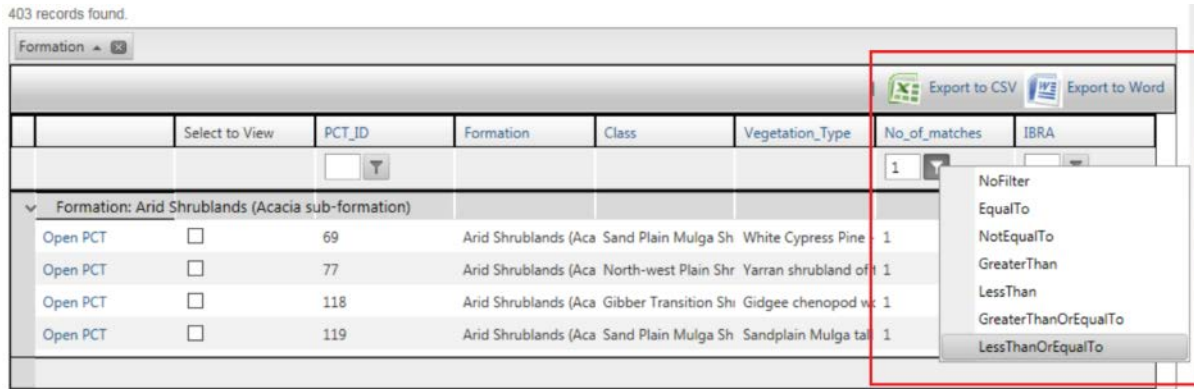 403 records found.
Formation
Export to CSV Export to Word
Select to View PCT_ID Formation Class Vegetation_Type No_of_matches IBRA
1
NoFilter
Formation: Arid Shrublands (Acacia sub-formation)
EqualTo
Open PCT 69 Arid Shrublands (Aca Sand Plain Mulga Sh White Cypress Pine 1
NotEqualTo
Open PCT 77 Arid Shrublands (Aca North-west Plain Shr Yarran shrubland of 1
GreaterThan
LessThan
Open PCT 118 Arid Shrublands (Aca Gibber Transition Shr Gidgee chenopod w 1
GreaterThanOrEqualTo
Open PCT 119 Arid Shrublands (Aca Sand Plain Mulga Sh Sandplain Mulga tal 1
LessThanOrEqualTo